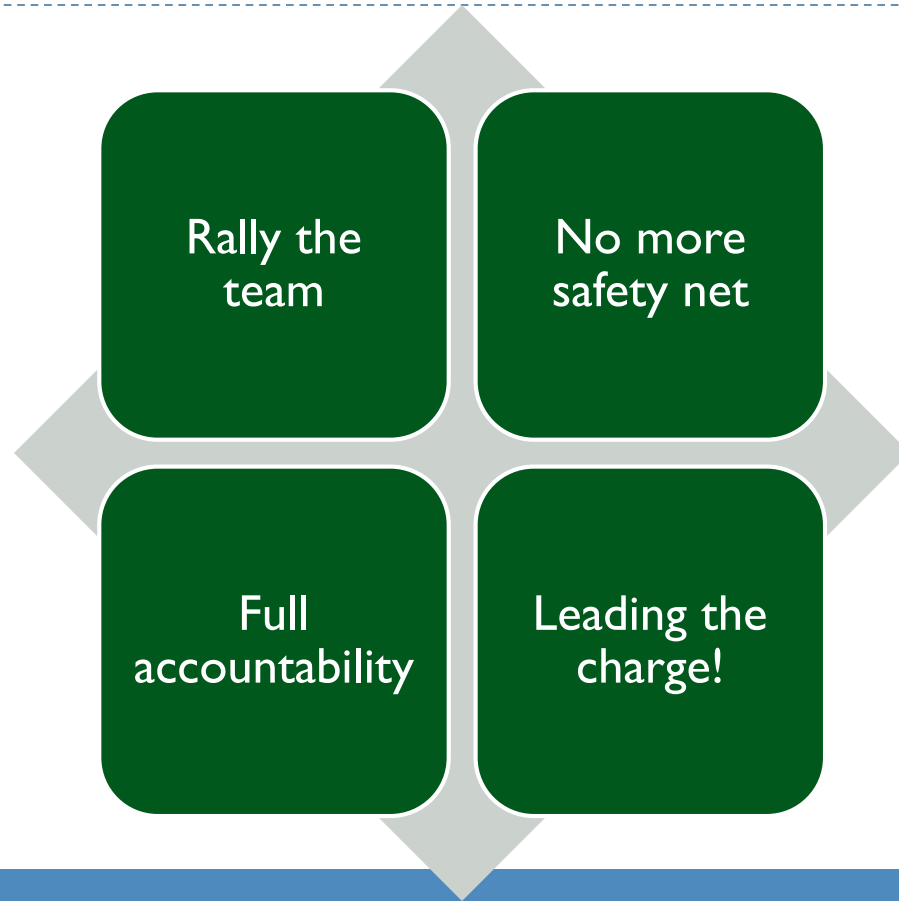 Rally the
team
No more
safety net
Full
accountability
Leading the
charge!